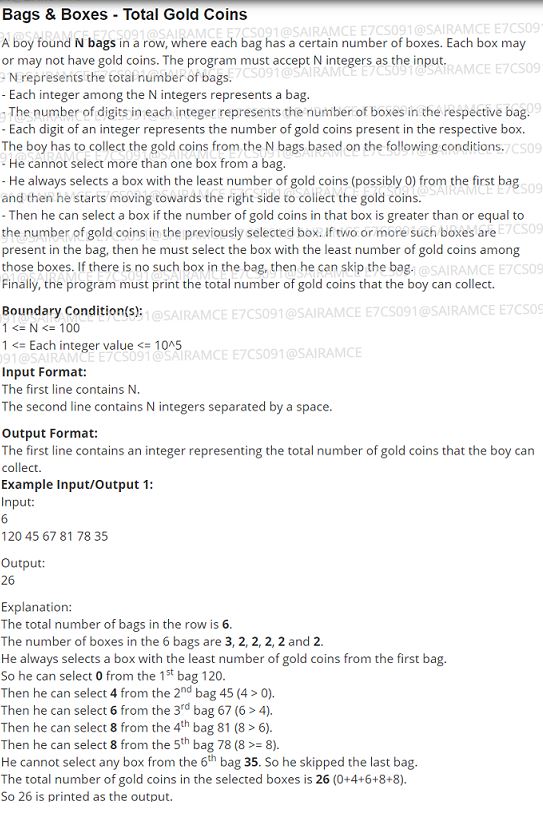 Bags & Boxes - Total Gold Coins
A boy found N bags in a row, where each bag has a certain number of boxes. Each box may
or may not have gold coins. The program must accept N integers as the input.
- N represents the total number of bags.
- Each integer among the N integers represents a bag.
- The number of digits in each integer represents the number of boxes in the respective bag.
- Each digit of an integer represents the number of gold coins present in the respective box.
The boy has to collect the gold coins from the N bags based on the following conditions.
- He cannot select more than one box from a bag.
- He always selects a box with the least number of gold coins (possibly 0) from the first bag
and then he starts moving towards the right side to collect the gold coins.
- Then he can select a box if the number of gold coins in that box is greater than or equal to
the number of gold coins in the previously selected box. If two or more such boxes are
present in the bag, then he must select the box with the least number of gold coins among
those boxes. If there is no such box in the bag, then he can skip the bag.
Finally, the program must print the total number of gold coins that the boy can collect.
Boundary Condition(s):
1 <= N <= 100
1 <= Each integer value <= 10^5
Input Format:
The first line contains N.
The second line contains N integers separated by a space.
Output Format:
The first line contains an integer representing the total number of gold coins that the boy can
collect.
Example Input/Output 1:
Input:
6
120 45 67 81 78 35
Output:
26
Explanation:
The total number of bags in the row is 6.
The number of boxes in the 6 bags are 3, 2, 2, 2, 2 and 2.
He always selects a box with the least number of gold coins from the first bag.
So he can select 0 from the 1st bag 120.
Then he can select 4 from the 2nd bag 45 (4 > 0).
Then he can select 6 from the 3rd bag 67 (6 > 4).
Then he can select 8 from the 4th bag 81 (8 > 6).
Then he can select 8 from the 5th bag 78 (8 >= 8).
He cannot select any box from the 6th bag 35. So he skipped the last bag.
The total number of gold coins in the selected boxes is 26 (0+4+6+8+8).
So 26 is printed as the output.